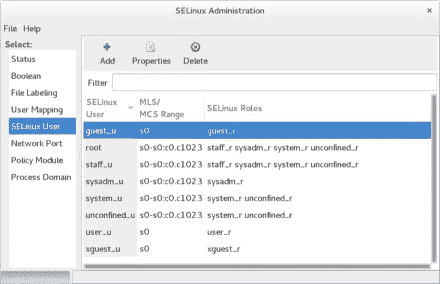 SELinux Administration
×
File Help
Select:
Status
Boolean
File Labeling
User Mapping
SELinux User
Network Port
Policy Module
Process Domain
Add Properties Delete
Filter
SELinux User MLS/ MCS Range SELinux Roles
guest_u s0 guest_r
root s0-s0:c0.c1023 staff_r sysadm_r system_r unconfined_r
staff_u s0-s0:c0.c1023 staff_r sysadm_r system_r unconfined_r
sysadm_u s0-s0:c0.c1023 sysadm_r
system_u s0-s0:c0.c1023 system_r unconfined_r
unconfined_u s0-s0:c0.c1023 system_r unconfined_r
user_u s0 user_r
xguest_u s0 xguest_r